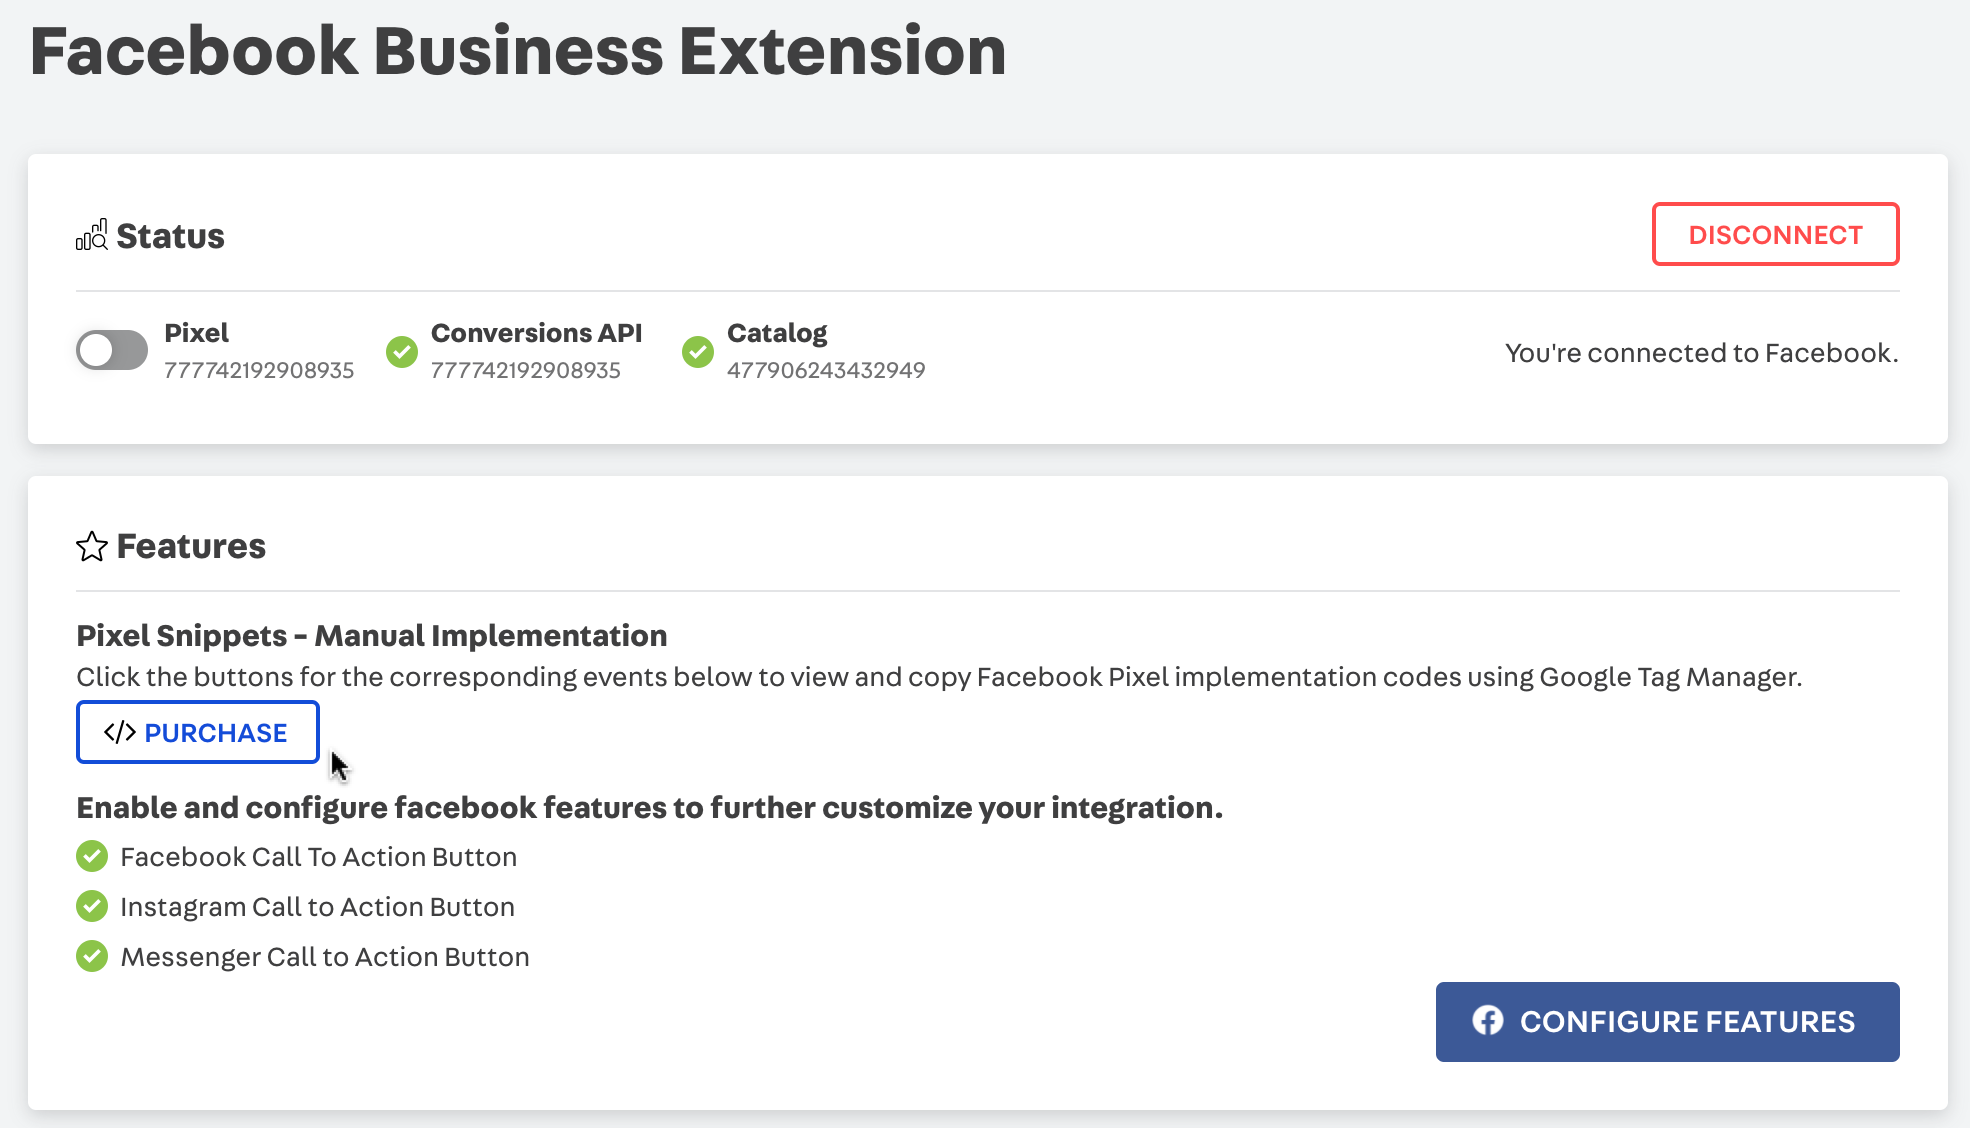 Facebook Business Extension
Status
DISCONNECT
Pixel
777742192908935
Conversions API
777742192908935
Catalog
477906243432949
You're connected to Facebook.
Features
Pixel Snippets - Manual Implementation
Click the buttons for the corresponding events below to view and copy Facebook Pixel implementation codes using Google Tag Manager.
</> PURCHASE
Enable and configure facebook features to further customize your integration.
Facebook Call To Action Button
Instagram Call to Action Button
Messenger Call to Action Button
CONFIGURE FEATURES